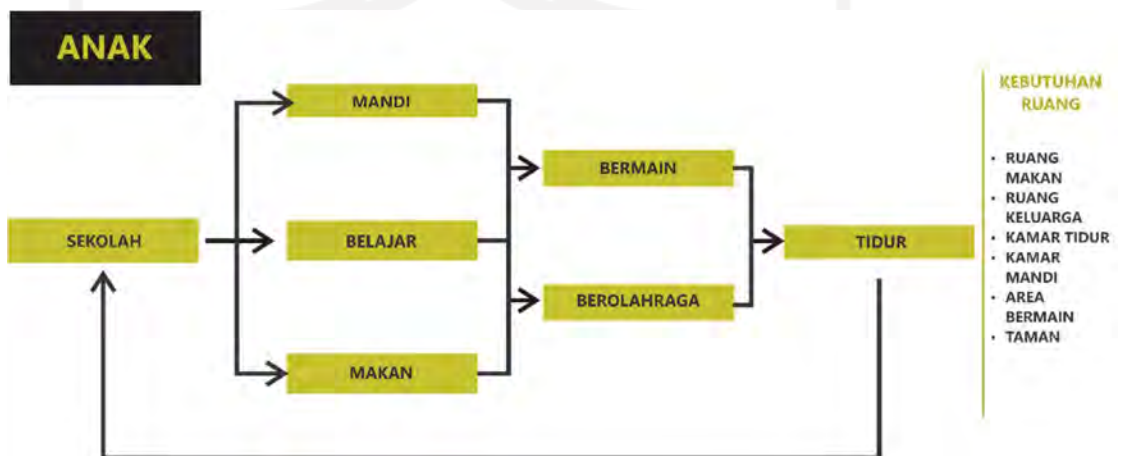 ANAK
MANDI
BERMAIN
SEKOLAH
BELAJAR
TIDUR
BEROLAHRAGA
MAKAN
KEBUTUHAN
RUANG
• RUANG
MAKAN
• RUANG
KELUARGA
• KAMAR TIDUR
• KAMAR
MANDI
• AREA
BERMAIN
• TAMAN